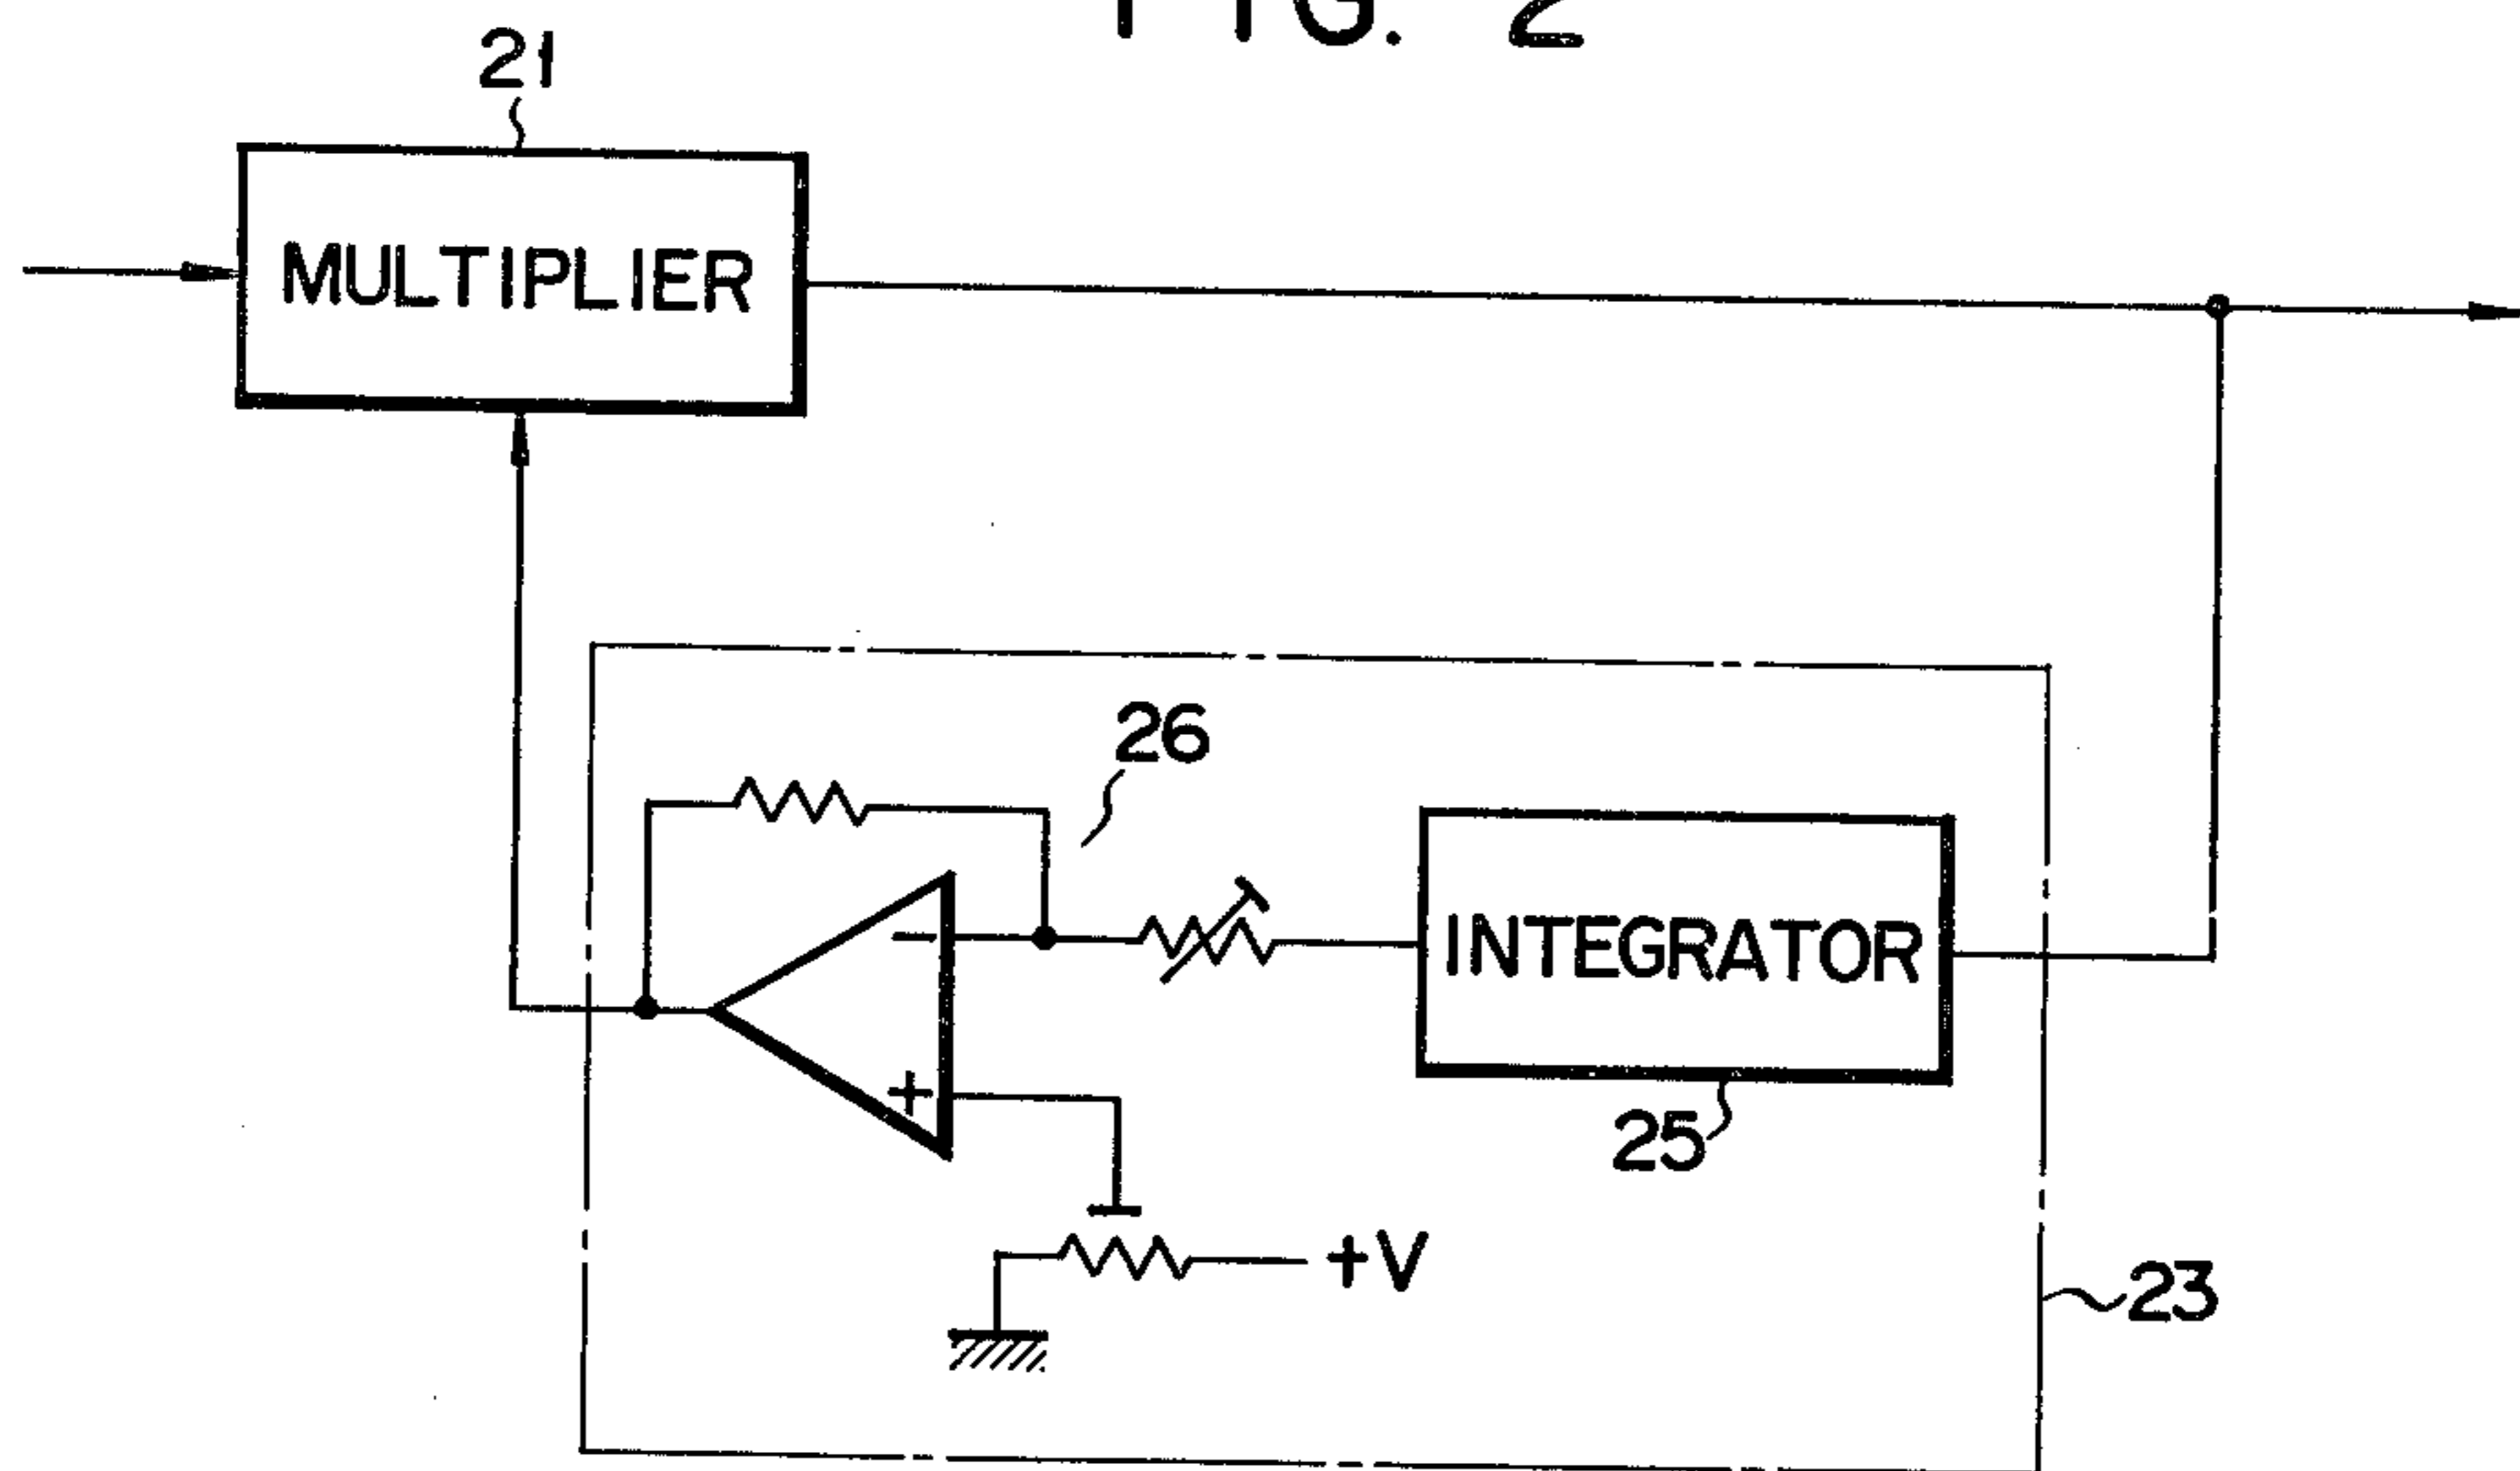 FIG. 2
21
MULTIPLIER
26
−
INTEGRATOR
+
25
+V
23